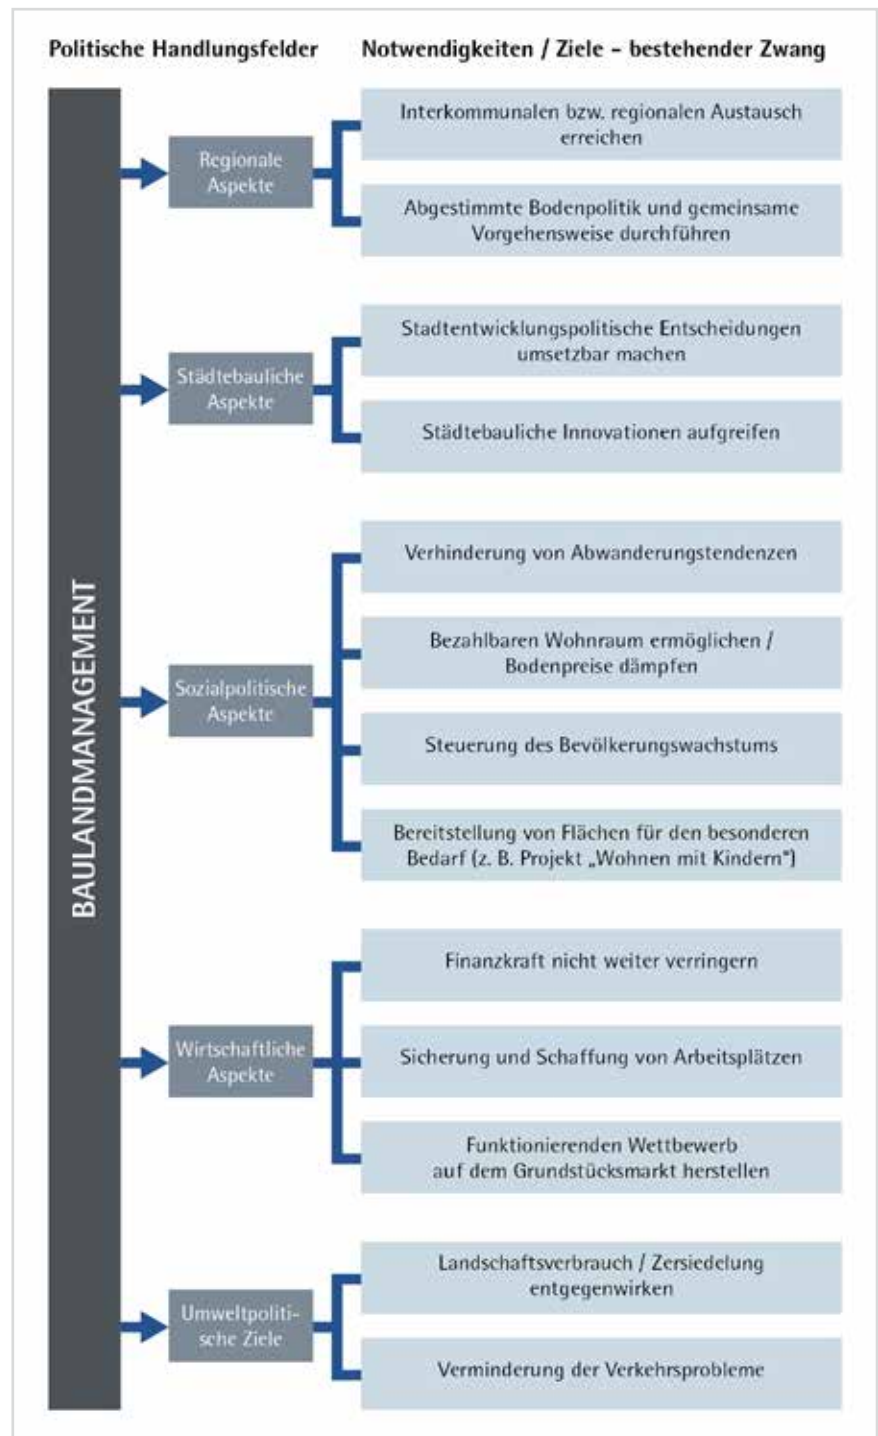 Politische Handlungsfelder
Notwendigkeiten / Ziele – bestehender Zwang
BAULANDMANAGEMENT
Regionale
Aspekte
Interkommunalen bzw. regionalen Austausch
erreichen
Abgestimmte Bodenpolitik und gemeinsame
Vorgehensweise durchführen
Städtebauliche
Aspekte
Stadtentwicklungspolitische Entscheidungen
umsetzbar machen
Städtebauliche Innovationen aufgreifen
Sozialpolitische
Aspekte
Verhinderung von Abwanderungstendenzen
Bezahlbaren Wohnraum ermöglichen /
Bodenpreise dämpfen
Steuerung des Bevölkerungswachstums
Bereitstellung von Flächen für den besonderen
Bedarf (z. B. Projekt „Wohnen mit Kindern“)
Wirtschaftliche
Aspekte
Finanzkraft nicht weiter verringern
Sicherung und Schaffung von Arbeitsplätzen
Funktionierenden Wettbewerb
auf dem Grundstücksmarkt herstellen
Umweltpoliti-
sche Ziele
Landschaftsverbrauch / Zersiedelung
entgegenwirken
Verminderung der Verkehrsprobleme